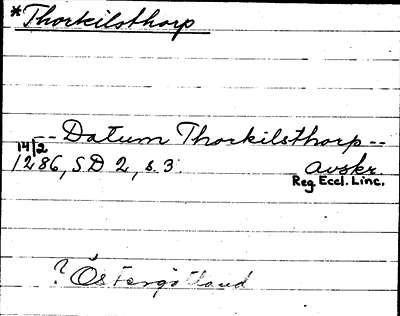 *Thorkilsthorp
-- Datum Thorkilsthorp --
14/2
1286, SD 2, s. 3. avskr.
Reg. Eccl. Linc.
? Östergötland